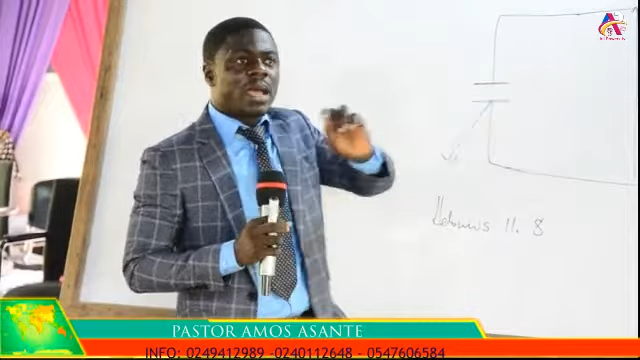 Hebrews 11. 8
PASTOR AMOS ASANTE
INFO: 0249412989 -0240112648 - 0547606584